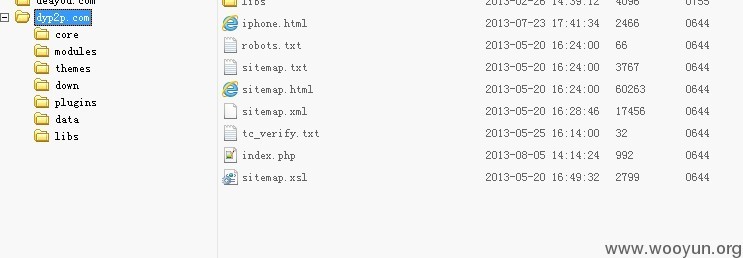 deayou.com
dyp2p.com
core
modules
themes
down
plugins
data
libs
libs 2013-02-26 14:39:12 4096 0755
iphone.html 2013-07-23 17:41:34 2466 0644
robots.txt 2013-05-20 16:24:00 66 0644
sitemap.txt 2013-05-20 16:24:00 3767 0644
sitemap.html 2013-05-20 16:24:00 60263 0644
sitemap.xml 2013-05-20 16:28:46 17456 0644
tc_verify.txt 2013-05-25 16:14:00 32 0644
index.php 2013-08-05 14:14:24 992 0644
sitemap.xsl 2013-05-20 16:49:32 2799 0644
www.wooyun.org